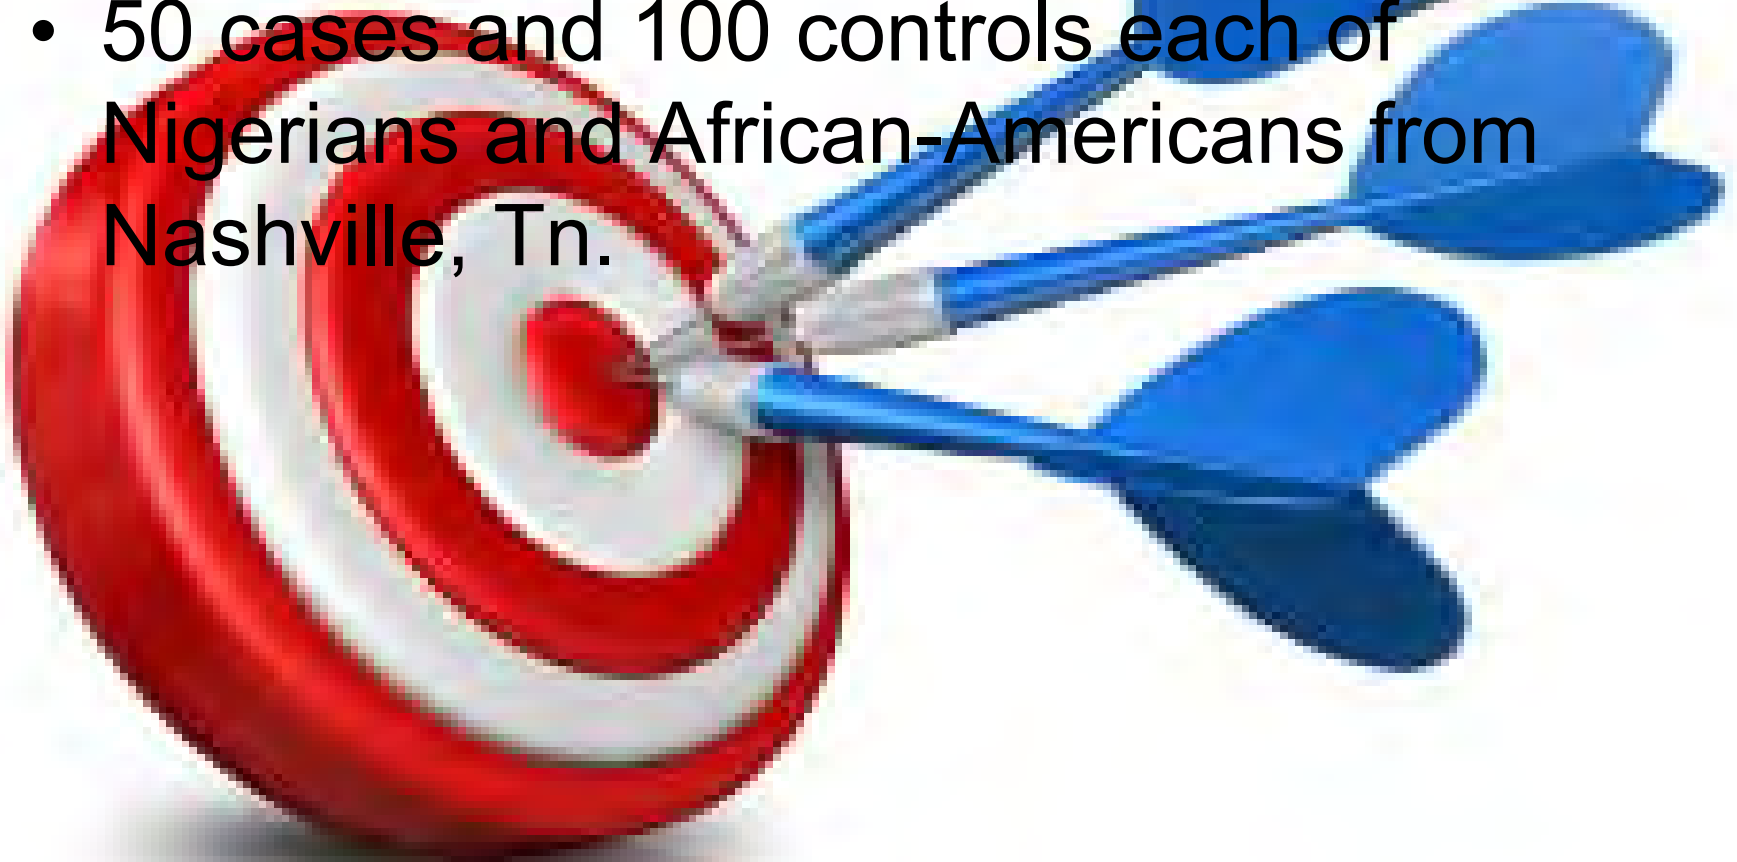 • 50 cases and 100 controls each of
Nigerians and African-Americans from
Nashville, Tn.